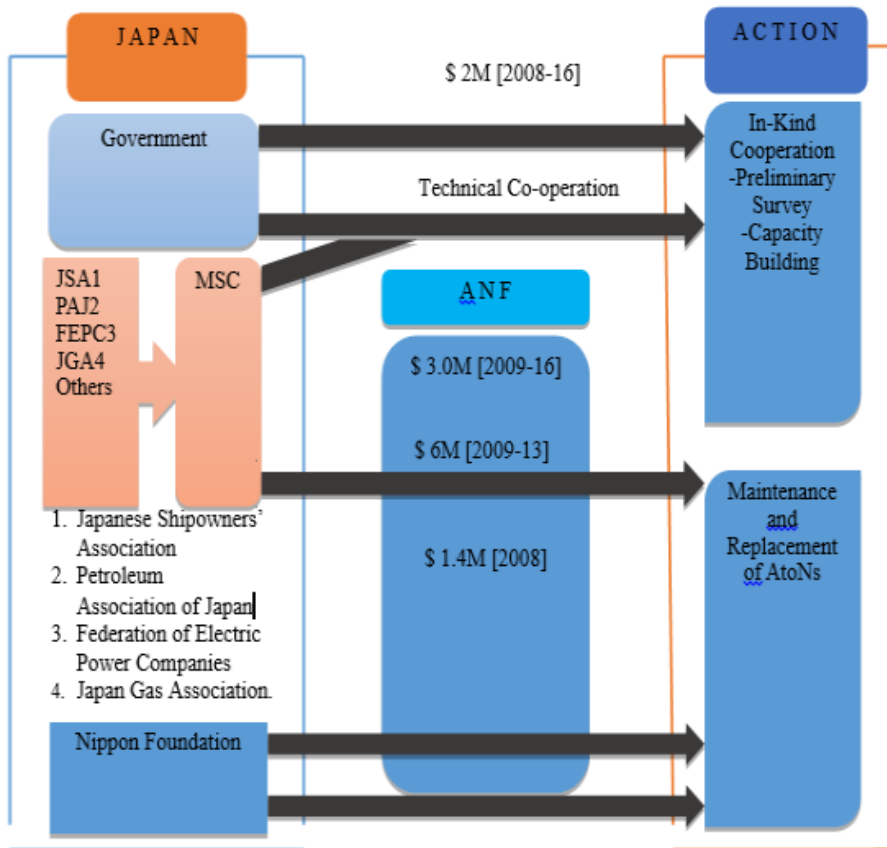 JAPAN
ACTION
$ 2M [2008-16]
Government
In-Kind
Cooperation
-Preliminary
Survey
-Capacity
Building
Technical Co-operation
JSA1
PAJ2
FEPC3
JGA4
Others
MSC
ANF
$ 3.0M [2009-16]
$ 6M [2009-13]
$ 1.4M [2008]
Maintenance
and
Replacement
of AtoNs
1. Japanese Shipowners’
Association
2. Petroleum
Association of Japan
3. Federation of Electric
Power Companies
4. Japan Gas Association.
Nippon Foundation